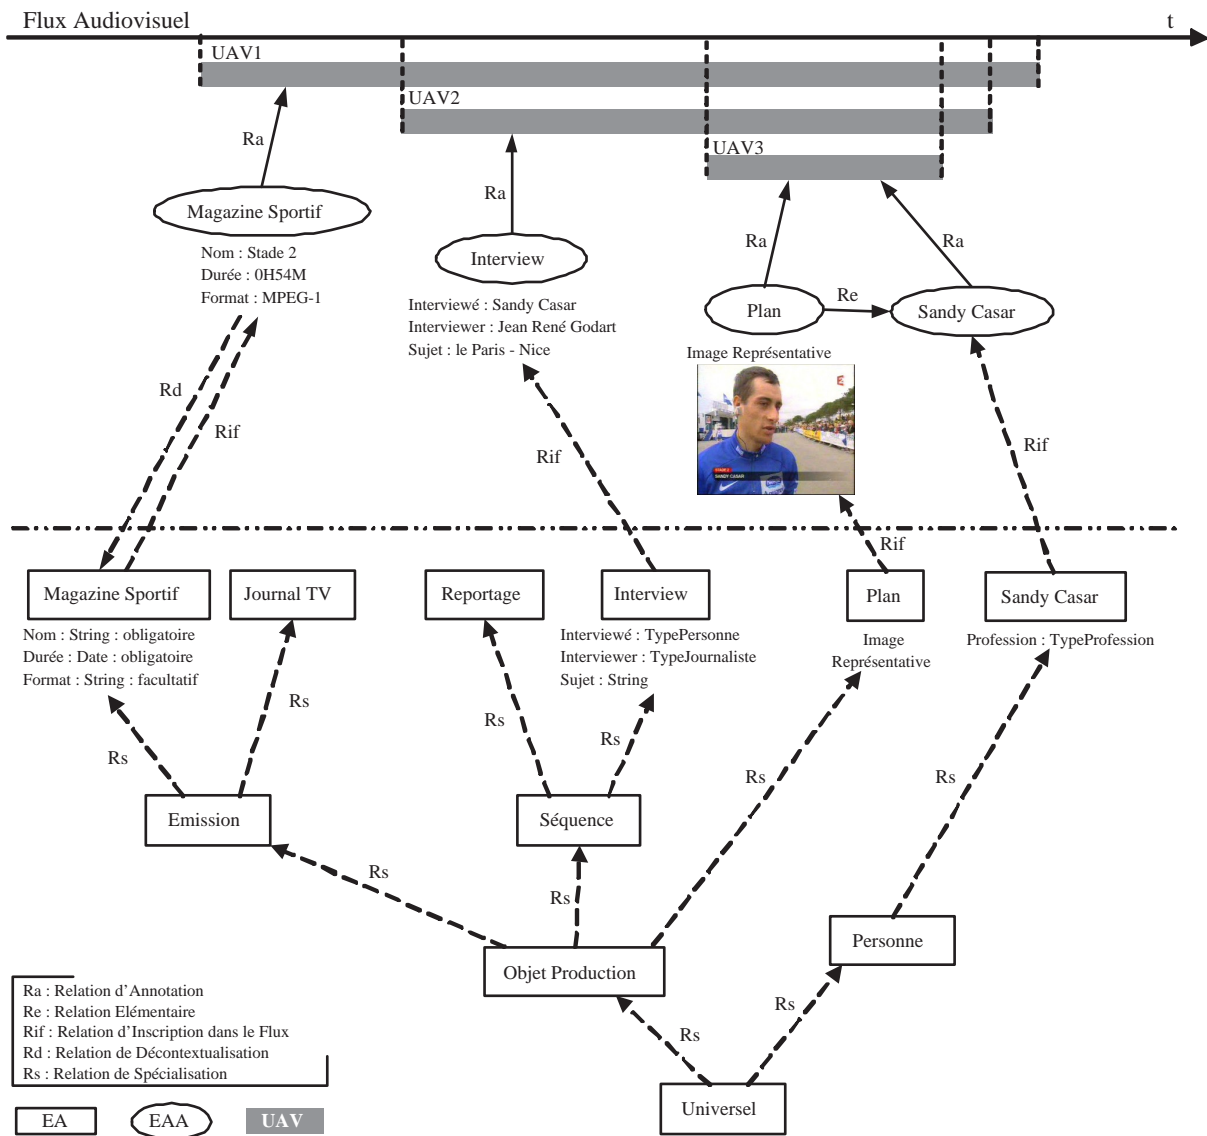 Flux Audiovisuel
t
UAV1
UAV2
UAV3
Ra
Ra
Ra
Ra
Magazine Sportif
Nom : Stade 2
Durée : 0H54M
Format : MPEG-1
Interview
Interviewé : Sandy Casar
Interviewer : Jean René Godart
Sujet : le Paris - Nice
Plan
Re
Sandy Casar
Image Représentative
STADE 2
SANDY CASAR
Rd
Rif
Rif
Rif
Rif
Magazine Sportif
Journal TV
Reportage
Interview
Plan
Sandy Casar
Nom : String : obligatoire
Durée : Date : obligatoire
Format : String : facultatif
Interviewé : TypePersonne
Interviewer : TypeJournaliste
Sujet : String
Image
Représentative
Profession : TypeProfession
Rs
Rs
Rs
Rs
Rs
Rs
Emission
Séquence
Rs
Rs
Personne
Objet Production
Rs
Rs
Universel
Ra : Relation d’Annotation
Re : Relation Elémentaire
Rif : Relation d’Inscription dans le Flux
Rd : Relation de Décontextualisation
Rs : Relation de Spécialisation
EA
EAA
UAV